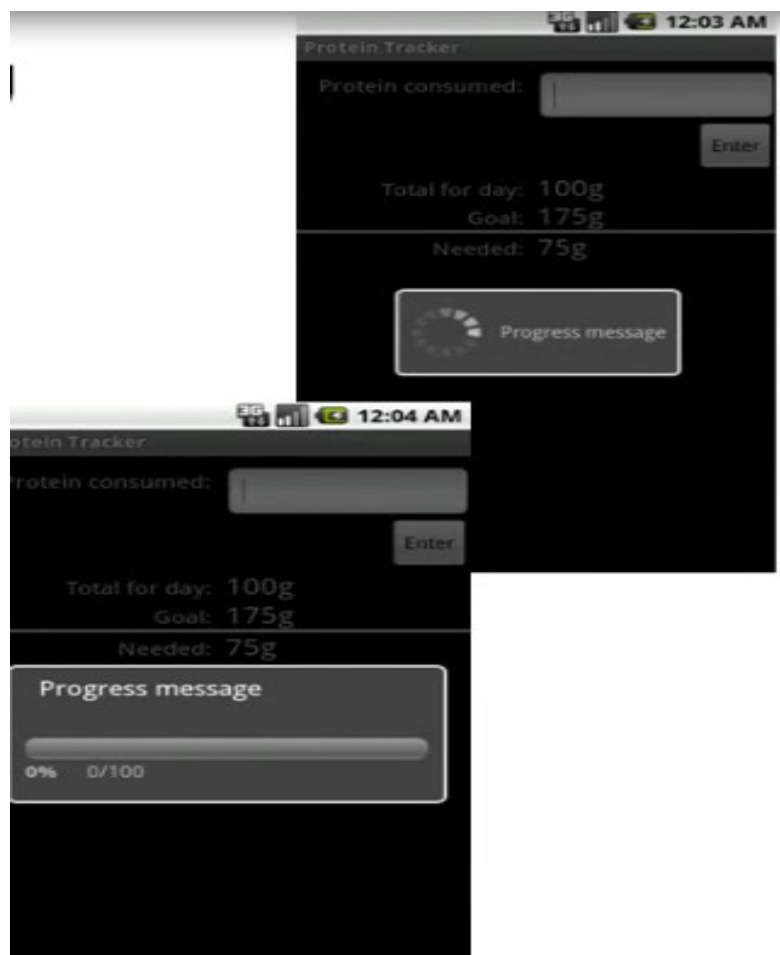 3G 12:03 AM
Protein Tracker
Protein consumed:
Enter
Total for day: 100g
Goal: 175g
Needed: 75g
Progress message
3G 12:04 AM
otein Tracker
rotein consumed:
Enter
Total for day: 100g
Goal: 175g
Needed: 75g
Progress message
0% 0/100